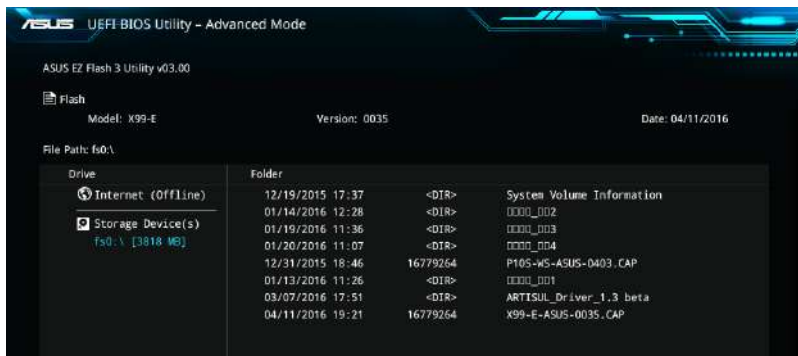 ASUS UEFI BIOS Utility – Advanced Mode
ASUS EZ Flash 3 Utility v03.00
Flash
Model: X99-E Version: 0035 Date: 04/11/2016
File Path: fs0:\
Drive Folder
Internet (Offline) 12/19/2015 17:37 <DIR> System Volume Information
01/14/2016 12:28 <DIR> □□□□_□□2
Storage Device(s) 01/19/2016 11:36 <DIR> □□□□_□□3
fs0:\ [3818 MB] 01/20/2016 11:07 <DIR> □□□□_□□4
12/31/2015 18:46 16779264 P10S-WS-ASUS-0403.CAP
01/13/2016 11:26 <DIR> □□□□_□□1
03/07/2016 17:51 <DIR> ARTISUL_Driver_1.3 beta
04/11/2016 19:21 16779264 X99-E-ASUS-0035.CAP